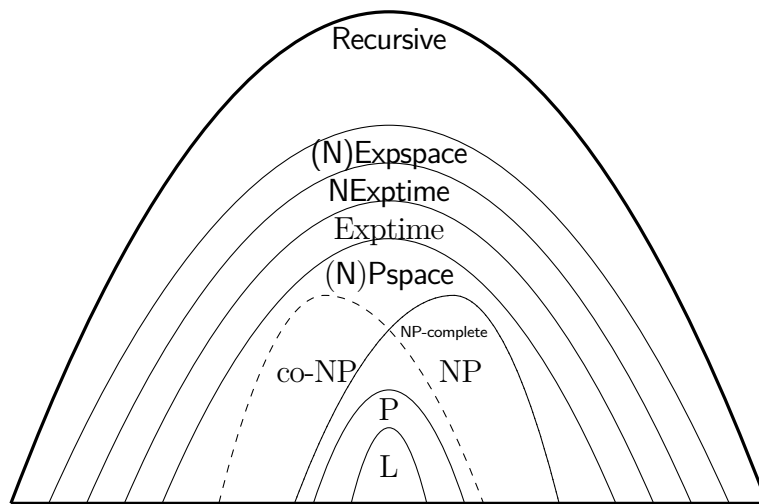 Recursive
(N)Expspace
NExptime
Exptime
(N)Pspace
NP-complete
co-NP NP
P
L